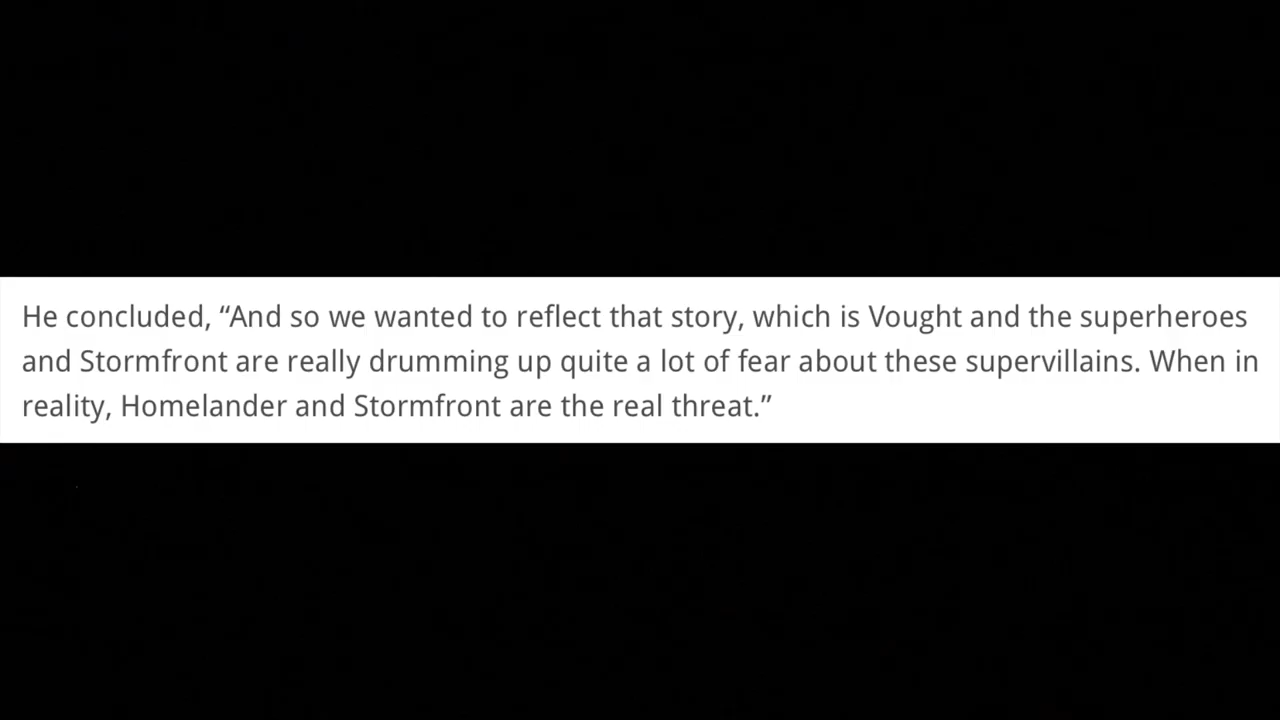 He concluded, “And so we wanted to reflect that story, which is Vought and the superheroes
and Stormfront are really drumming up quite a lot of fear about these supervillains. When in
reality, Homelander and Stormfront are the real threat.”